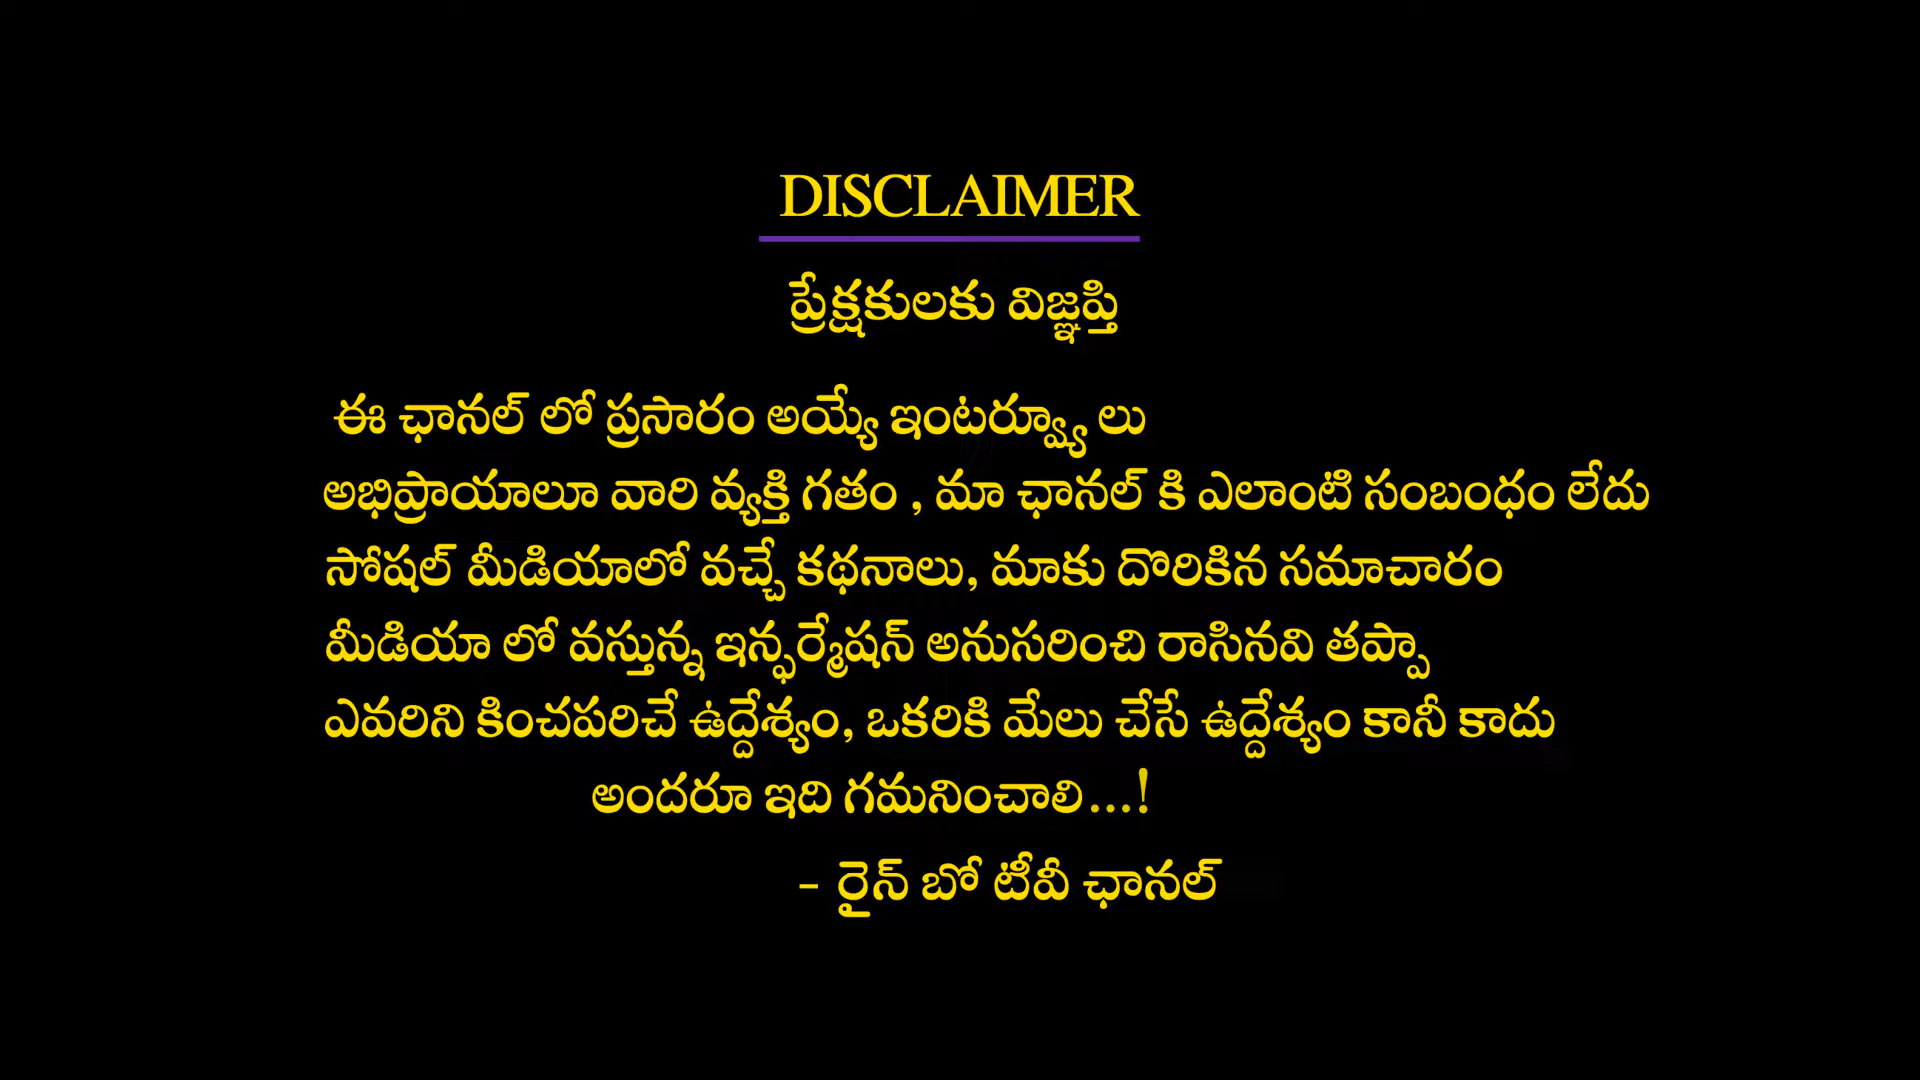 DISCLAIMER
ప్రేక్షకులకు విజ్ఞప్తి
ఈ ఛానల్ లో ప్రసారం అయ్యే ఇంటర్వ్యూ లు
అభిప్రాయాలూ వారి వ్యక్తి గతం , మా ఛానల్ కి ఎలాంటి సంబంధం లేదు
సోషల్ మీడియాలో వచ్చే కథనాలు, మాకు దొరికిన సమాచారం
మీడియా లో వస్తున్న ఇన్ఫర్మేషన్ అనుసరించి రాసినవి తప్పా
ఎవరిని కించపరిచే ఉద్దేశ్యం, ఒకరికి మేలు చేసే ఉద్దేశ్యం కానీ కాదు
అందరూ ఇది గమనించాలి...!
- రైన్ బో టీవీ ఛానల్